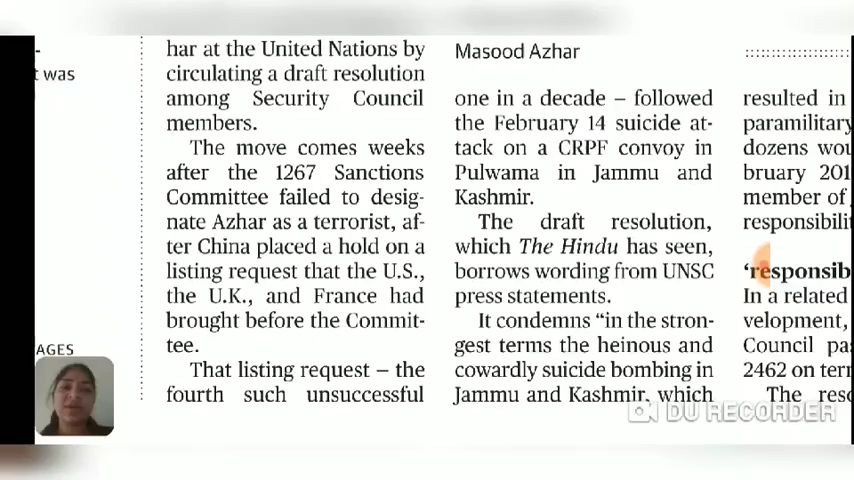 -
t was
AGES
har at the United Nations by
circulating a draft resolution
among Security Council
members.
The move comes weeks
after the 1267 Sanctions
Committee failed to desig-
nate Azhar as a terrorist, af-
ter China placed a hold on a
listing request that the U.S.,
the U.K., and France had
brought before the Commit-
tee.
That listing request – the
fourth such unsuccessful
Masood Azhar
one in a decade – followed
the February 14 suicide at-
tack on a CRPF convoy in
Pulwama in Jammu and
Kashmir.
The draft resolution,
which The Hindu has seen,
borrows wording from UNSC
press statements.
It condemns “in the stron-
gest terms the heinous and
cowardly suicide bombing in
Jammu and Kashmir, which
resulted in
paramilitary
dozens wou
bruary 201
member of
responsibilit
‘responsib
In a related
velopment,
Council pa
2462 on terr
The reso
DU RECORDER